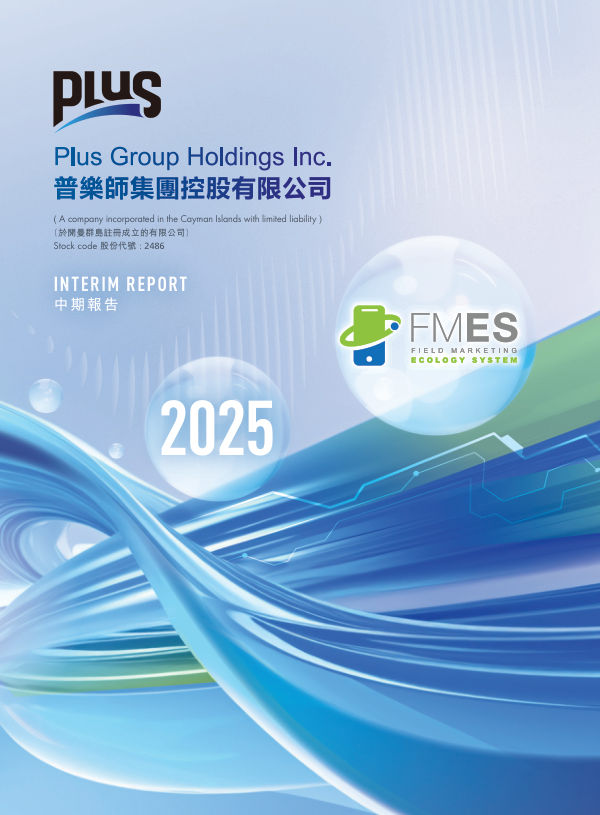 PLUS
Plus Group Holdings Inc.
普樂師集團控股有限公司
( A company incorporated in the Cayman Islands with limited liability )
(於開曼群島註冊成立的有限公司)
Stock code 股份代號 : 2486
INTERIM REPORT
中期報告
FMES
FIELD MARKETING
ECOLOGY SYSTEM
2025